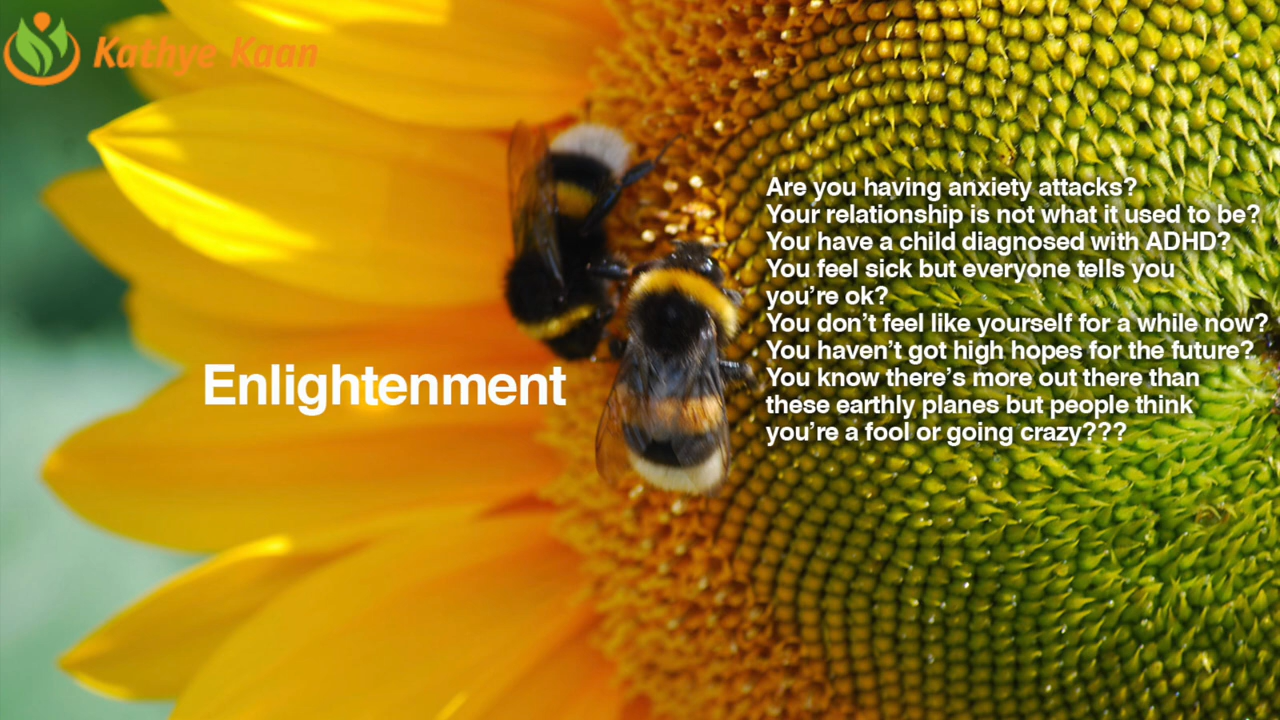 Kathye Kaan
Enlightenment
Are you having anxiety attacks?
Your relationship is not what it used to be?
You have a child diagnosed with ADHD?
You feel sick but everyone tells you
you’re ok?
You don’t feel like yourself for a while now?
You haven’t got high hopes for the future?
You know there’s more out there than
these earthly planes but people think
you’re a fool or going crazy???